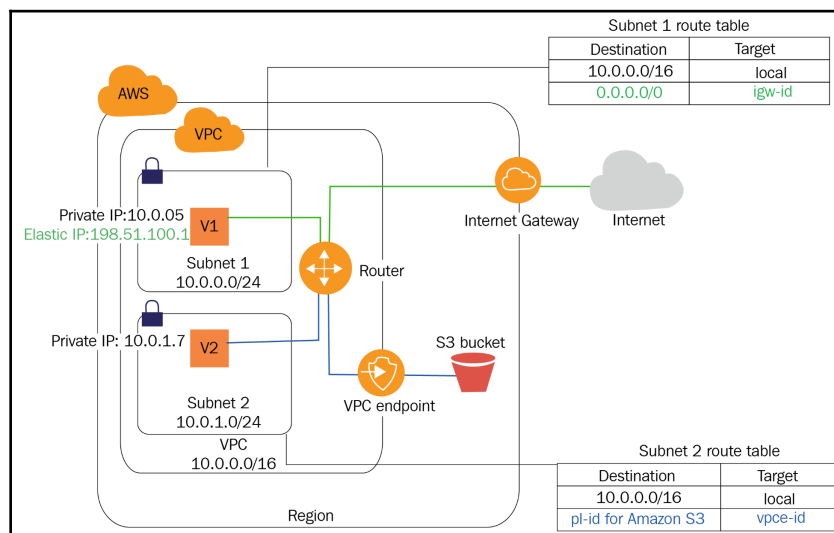 Subnet 1 route table
Destination Target
10.0.0.0/16 local
0.0.0.0/0 igw-id
AWS
VPC
Private IP:10.0.05
Elastic IP:198.51.100.1
V1
Subnet 1
10.0.0.0/24
Router
Internet Gateway
Internet
Private IP: 10.0.1.7
V2
Subnet 2
10.0.1.0/24
VPC
10.0.0.0/16
S3 bucket
VPC endpoint
Region
Subnet 2 route table
Destination Target
10.0.0.0/16 local
pl-id for Amazon S3 vpce-id